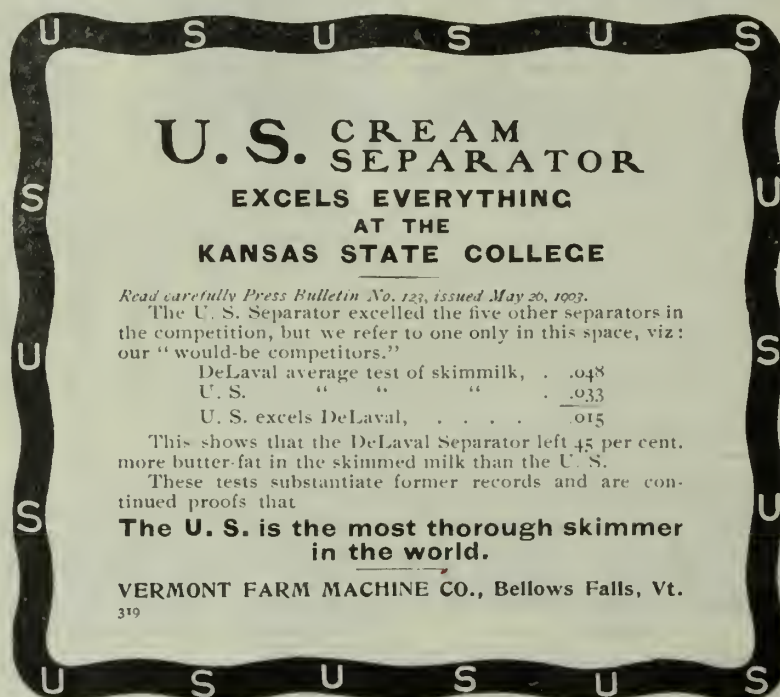 U S U S U S
U. S. CREAM
SEPARATOR
EXCELS EVERYTHING
AT THE
KANSAS STATE COLLEGE
Read carefully Press Bulletin No. 123, issued May 26, 1903.
The U. S. Separator excelled the five other separators in
the competition, but we refer to one only in this space, viz:
our "would-be competitors."
DeLaval average test of skimmilk, . .048
U. S. " " " . .033
U. S. excels DeLaval, . . . . .015
This shows that the DeLaval Separator left 45 per cent.
more butter-fat in the skimmed milk than the U. S.
These tests substantiate former records and are con-
tinued proofs that
The U. S. is the most thorough skimmer
in the world.
VERMONT FARM MACHINE CO., Bellows Falls, Vt.
319
S
U
S
U
S
U
U S U S U S